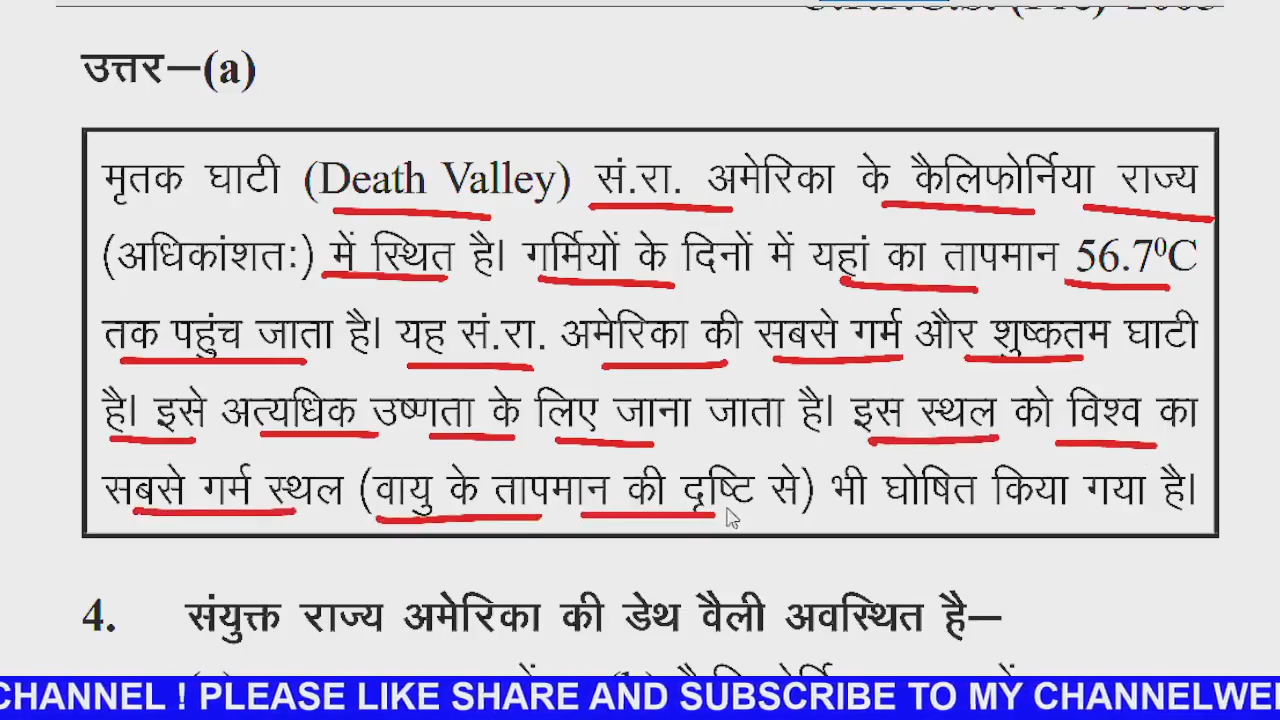 उत्तर—(a)
मृतक घाटी (Death Valley) सं.रा. अमेरिका के कैलिफोर्निया राज्य
(अधिकांशतः) में स्थित है। गर्मियों के दिनों में यहां का तापमान 56.7⁰C
तक पहुंच जाता है। यह सं.रा. अमेरिका की सबसे गर्म और शुष्कतम घाटी
है। इसे अत्यधिक उष्णता के लिए जाना जाता है। इस स्थल को विश्व का
सबसे गर्म स्थल (वायु के तापमान की दृष्टि से) भी घोषित किया गया है।
4. संयुक्त राज्य अमेरिका की डेथ वैली अवस्थित है—
CHANNEL ! PLEASE LIKE SHARE AND SUBSCRIBE TO MY CHANNELWEL